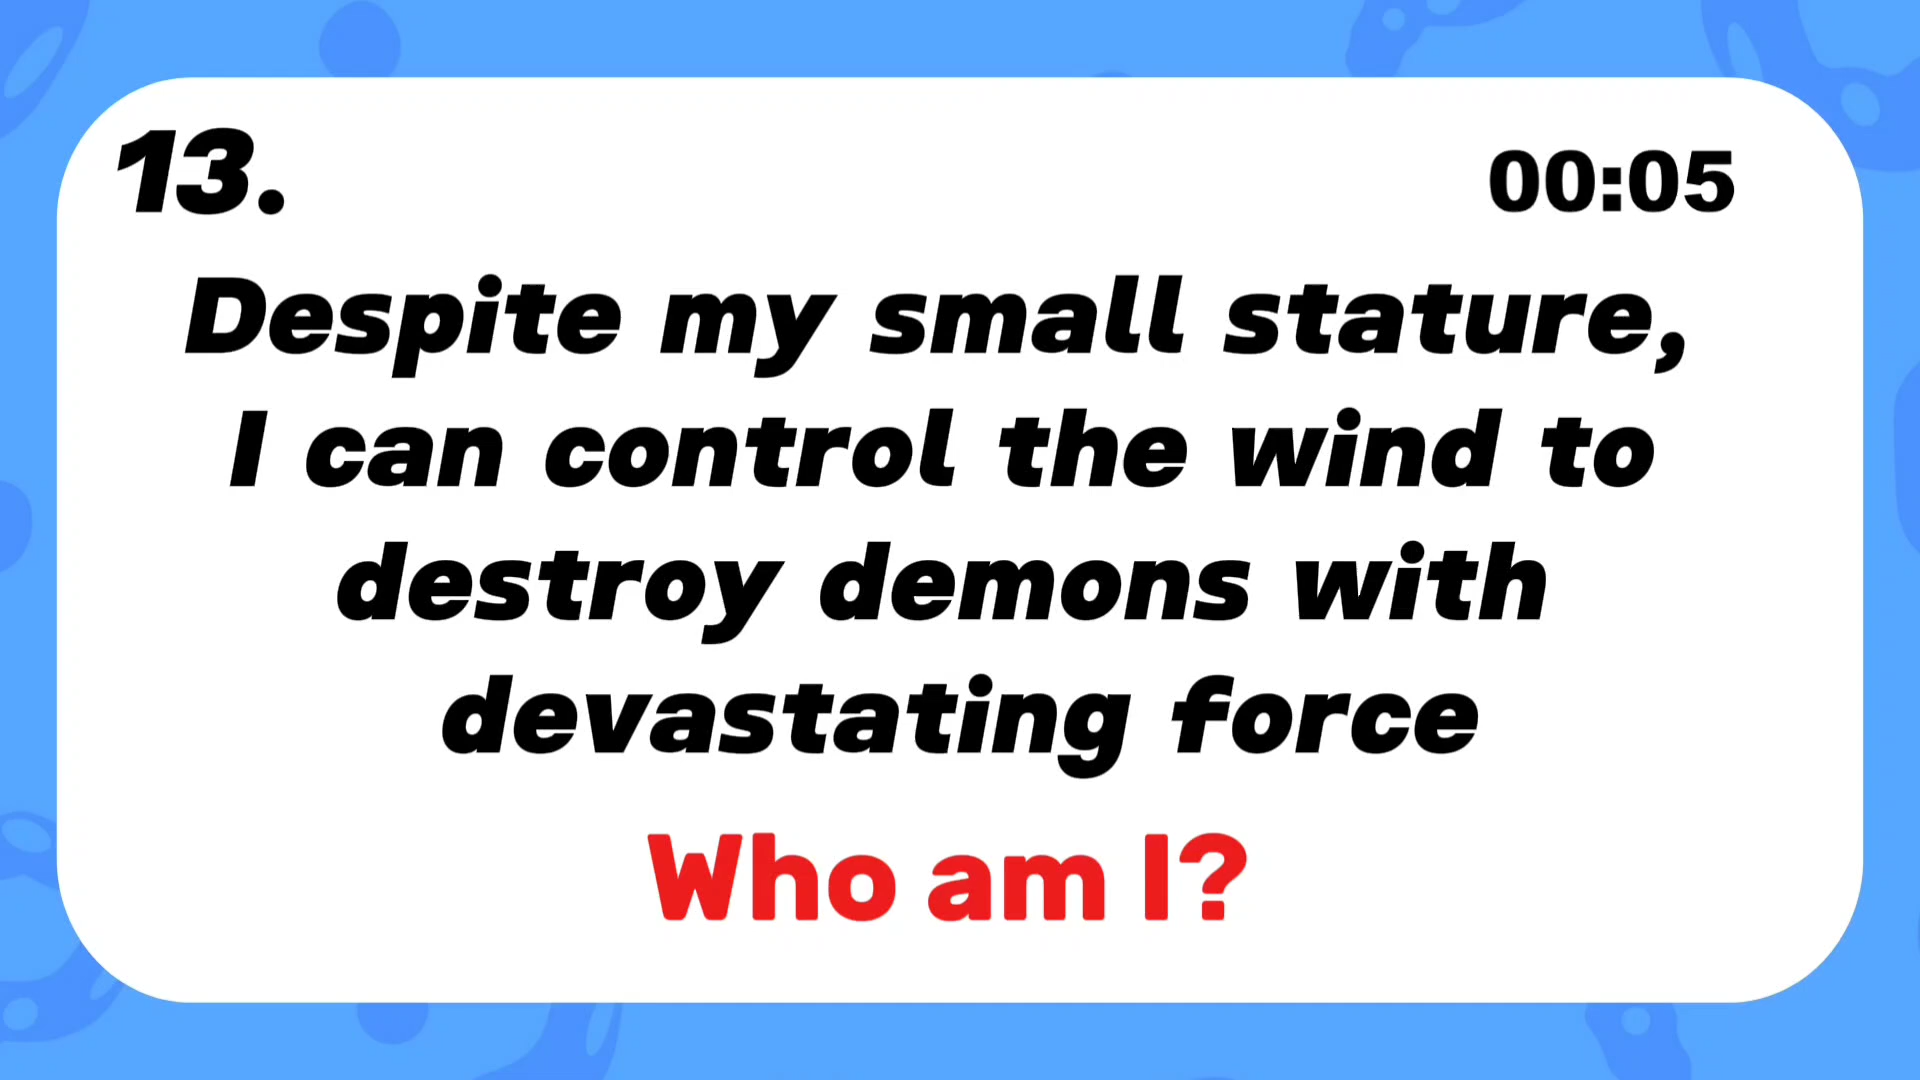 13.
00:05
Despite my small stature,
I can control the wind to
destroy demons with
devastating force
Who am I?